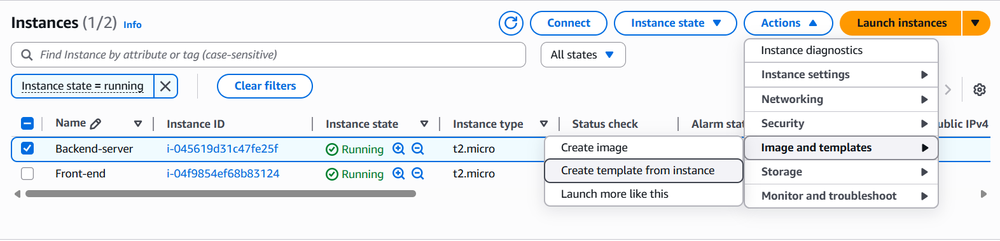 Instances (1/2) Info
Connect
Instance state
Actions
Launch instances
Find Instance by attribute or tag (case-sensitive)
All states
Instance state = running
Clear filters
Name
Instance ID
Instance state
Instance type
Status check
Alarm stat
ublic IPv4
Backend-server
i-045619d31c47fe25f
Running
t2.micro
Front-end
i-04f9854ef68b83124
Running
t2.micro
Instance diagnostics
Instance settings
Networking
Security
Image and templates
Storage
Monitor and troubleshoot
Create image
Create template from instance
Launch more like this